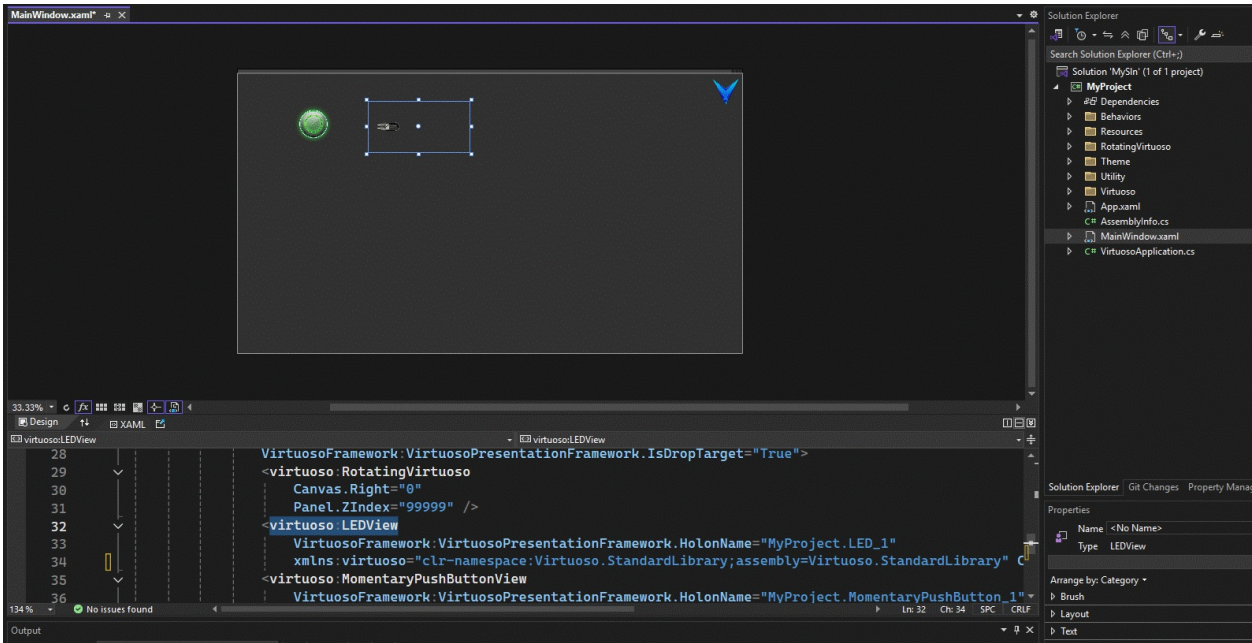 MainWindow.xaml*
33.33%
fx
Design
XAML
virtuoso:LEDView
virtuoso:LEDView
28 VirtuosoFramework:VirtuosoPresentationFramework.IsDropTarget="True">
29 <virtuoso:RotatingVirtuoso
30 Canvas.Right="0"
31 Panel.ZIndex="99999" />
32 <virtuoso:LEDView
33 VirtuosoFramework:VirtuosoPresentationFramework.HolonName="MyProject.LED_1"
34 xmlns:virtuoso="clr-namespace:Virtuoso.StandardLibrary;assembly=Virtuoso.StandardLibrary" C
35 <virtuoso:MomentaryPushButtonView
36 VirtuosoFramework:VirtuosoPresentationFramework.HolonName="MyProject.MomentaryPushButton_1"
134 %
No issues found
Ln: 32 Ch: 34 SPC CRLF
Output
Solution Explorer
Search Solution Explorer (Ctrl+;)
Solution 'MySln' (1 of 1 project)
C# MyProject
Dependencies
Behaviors
Resources
RotatingVirtuoso
Theme
Utility
Virtuoso
App.xaml
C# AssemblyInfo.cs
MainWindow.xaml
C# VirtuosoApplication.cs
Solution Explorer Git Changes Property Manag
Properties
Name <No Name>
Type LEDView
Arrange by: Category
Brush
Layout
Text